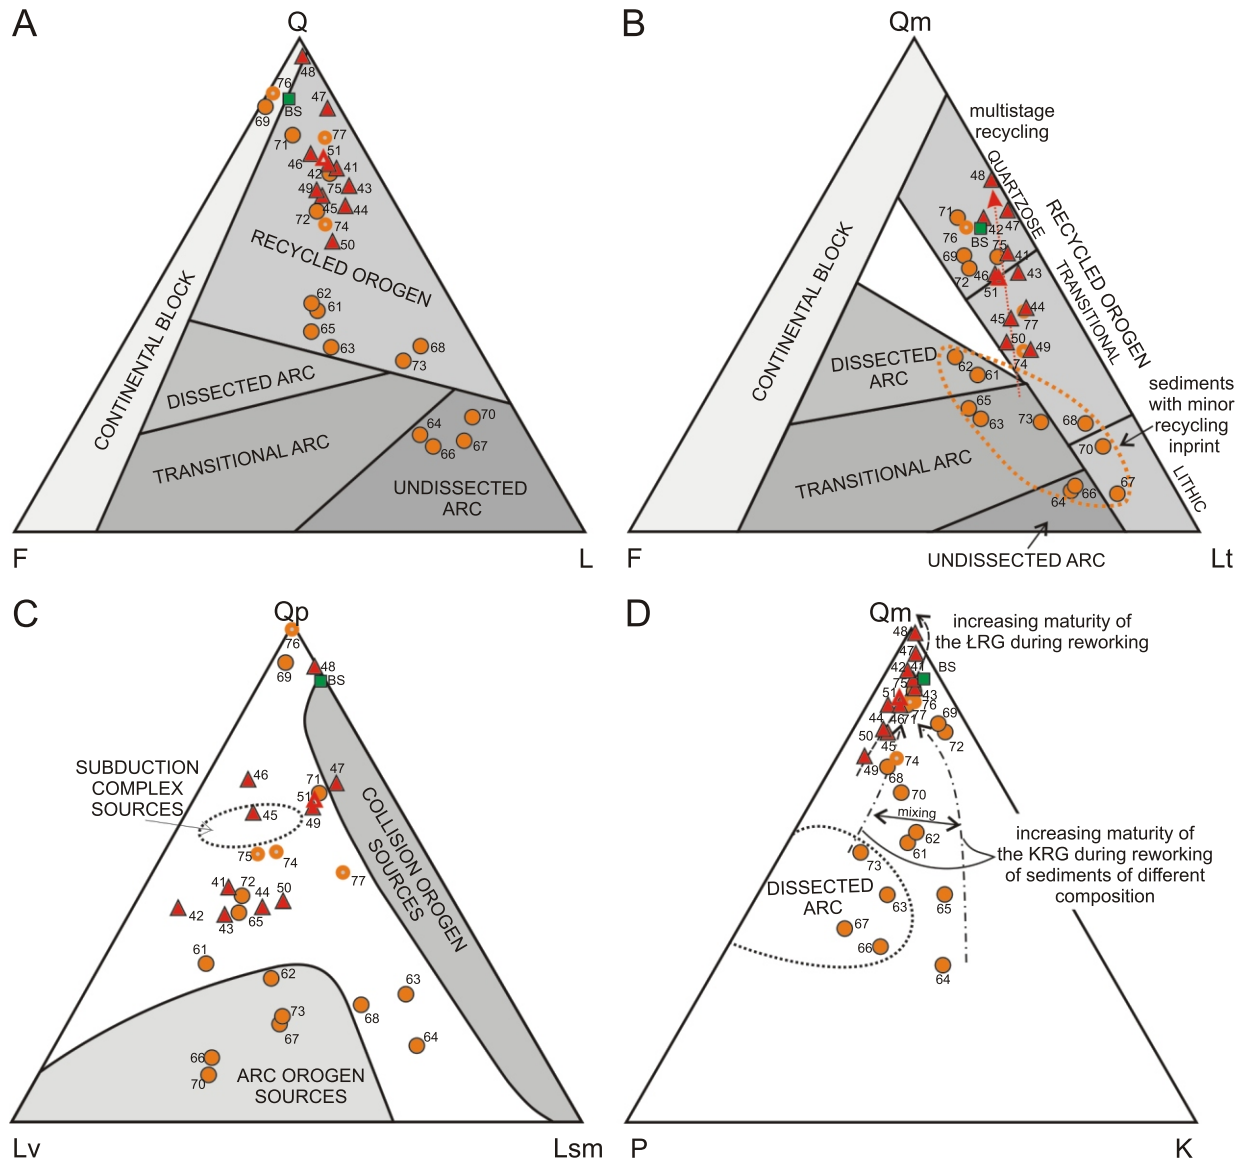 A
Q
76
48
BS
47
69
71
77
51
46
41
42
49
75
43
45
44
72
74
50
RECYCLED OROGEN
CONTINENTAL BLOCK
62
61
65
63
68
73
DISSECTED ARC
70
64
67
66
TRANSITIONAL ARC
UNDISSECTED
ARC
F
L
B
Qm
multistage
recycling
QUARTZOSE
RECYCLED OROGEN
TRANSITIONAL
LITHIC
48
71
47
42
76
BS
75
69
41
72
46
43
51
44
45
77
50
49
74
CONTINENTAL BLOCK
DISSECTED
ARC
62
61
65
63
73
68
70
sediments
with minor
recycling
inprint
TRANSITIONAL ARC
64
66
67
UNDISSECTED ARC
F
Lt
C
Qp
76
69
48
BS
SUBDUCTION
COMPLEX
SOURCES
46
71
47
51
45
49
COLLISION OROGEN
SOURCES
75
74
77
41
72
44
50
42
43
65
61
62
63
73
68
67
64
66
70
ARC OROGEN
SOURCES
Lv
Lsm
D
Qm
increasing maturity of
the ŁRG during reworking
48
47
42
41
BS
75
43
51
76
44
46
71
77
69
50
45
72
49
74
68
70
mixing
62
61
increasing maturity of
the KRG during reworking
of sediments of different
composition
73
DISSECTED
ARC
63
65
67
66
64
P
K